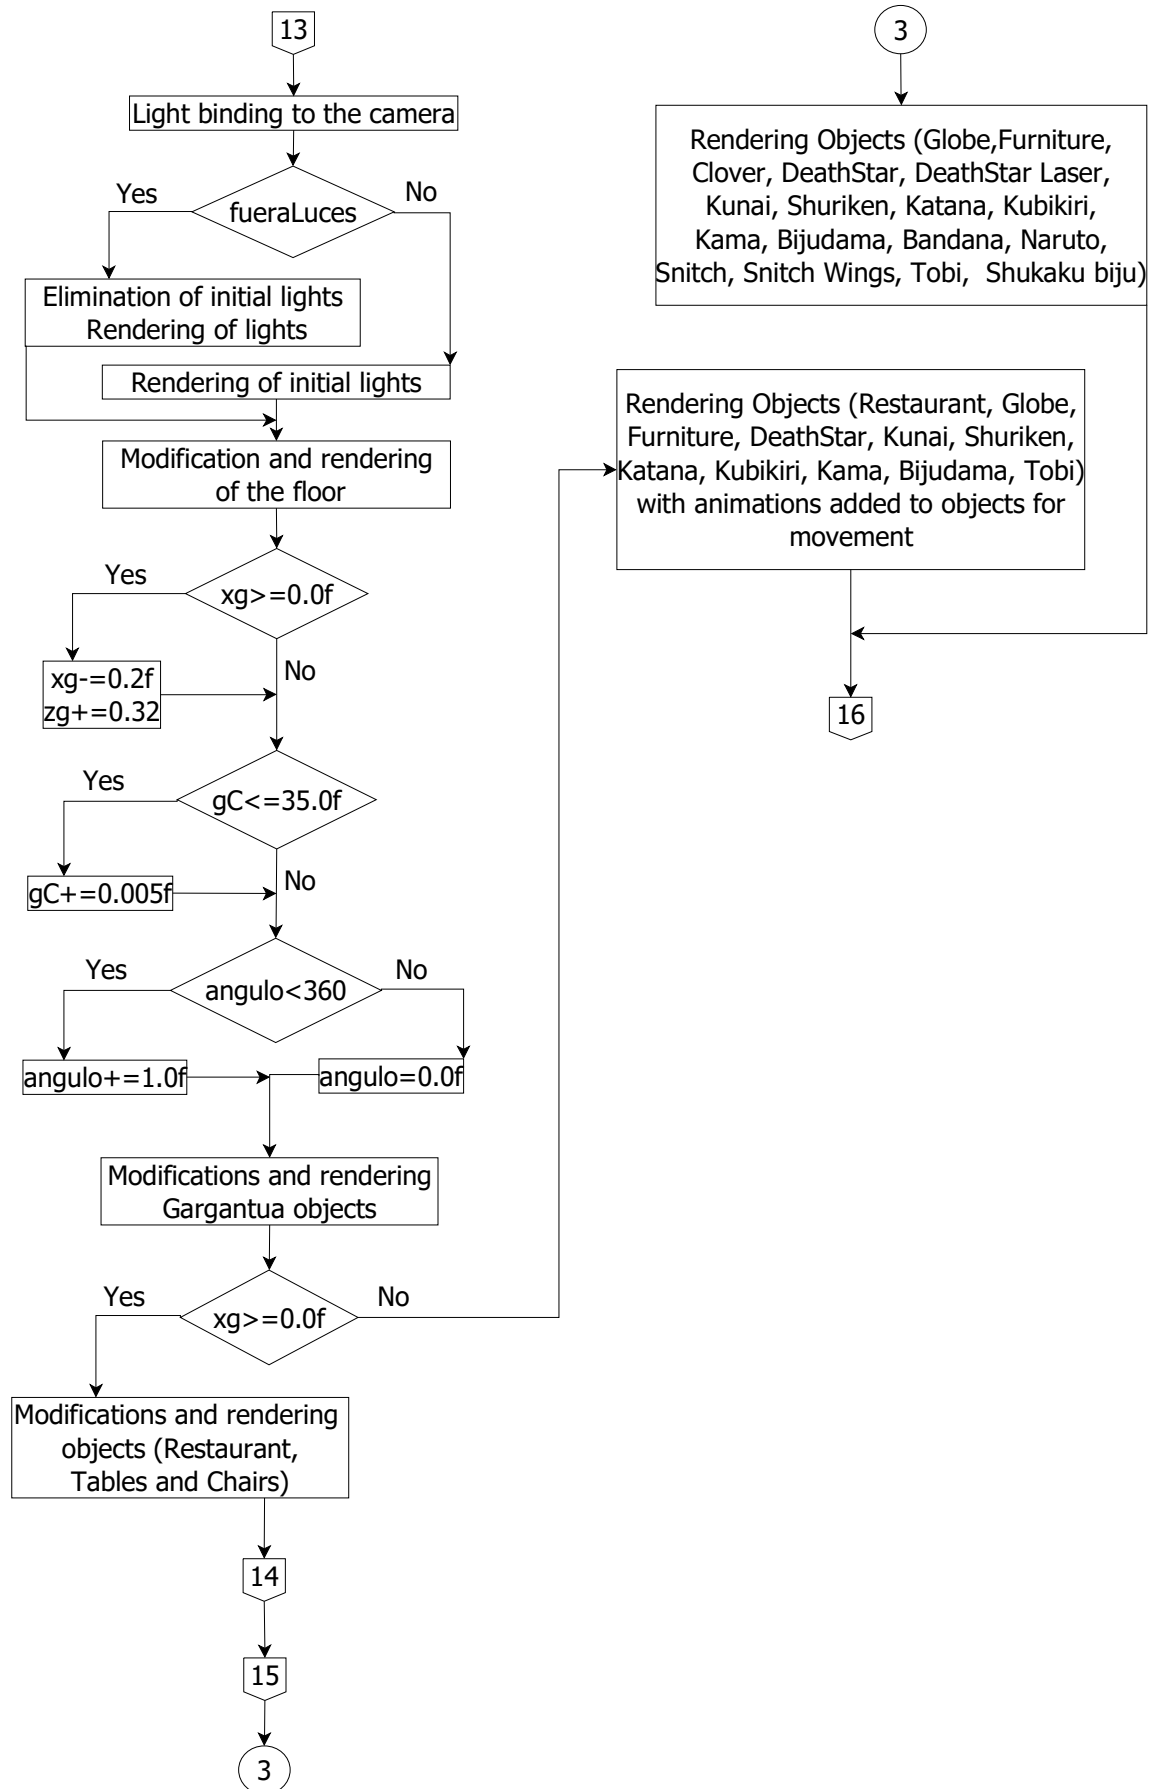 13
Light binding to the camera
Yes
No
fueraLuces
Elimination of initial lights
Rendering of lights
Rendering of initial lights
Modification and rendering
of the floor
Yes
xg>=0.0f
No
xg-=0.2f
zg+=0.32
Yes
gC<=35.0f
No
gC+=0.005f
Yes
No
angulo<360
angulo+=1.0f
angulo=0.0f
Modifications and rendering
Gargantua objects
Yes
No
xg>=0.0f
Modifications and rendering
objects (Restaurant,
Tables and Chairs)
14
15
3
3
Rendering Objects (Globe,Furniture,
Clover, DeathStar, DeathStar Laser,
Kunai, Shuriken, Katana, Kubikiri,
Kama, Bijudama, Bandana, Naruto,
Snitch, Snitch Wings, Tobi,  Shukaku biju)
Rendering Objects (Restaurant, Globe,
Furniture, DeathStar, Kunai, Shuriken,
Katana, Kubikiri, Kama, Bijudama, Tobi)
with animations added to objects for
movement
16